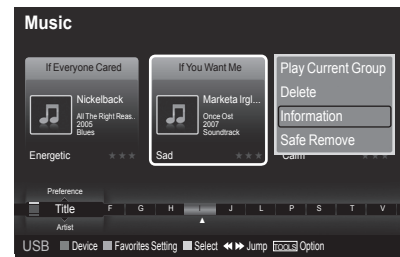 Music
If Everyone Cared
Nickelback
All The Right Reas..
2005
Blues
Energetic
If You Want Me
Marketa Irgl...
Once Ost
2007
Soundtrack
Sad
Play Current Group
Delete
Information
Safe Remove
Calm
Preference
Title F G H I J L P S T V
Artist
USB Device Favorites Setting Select Jump TOOLS Option